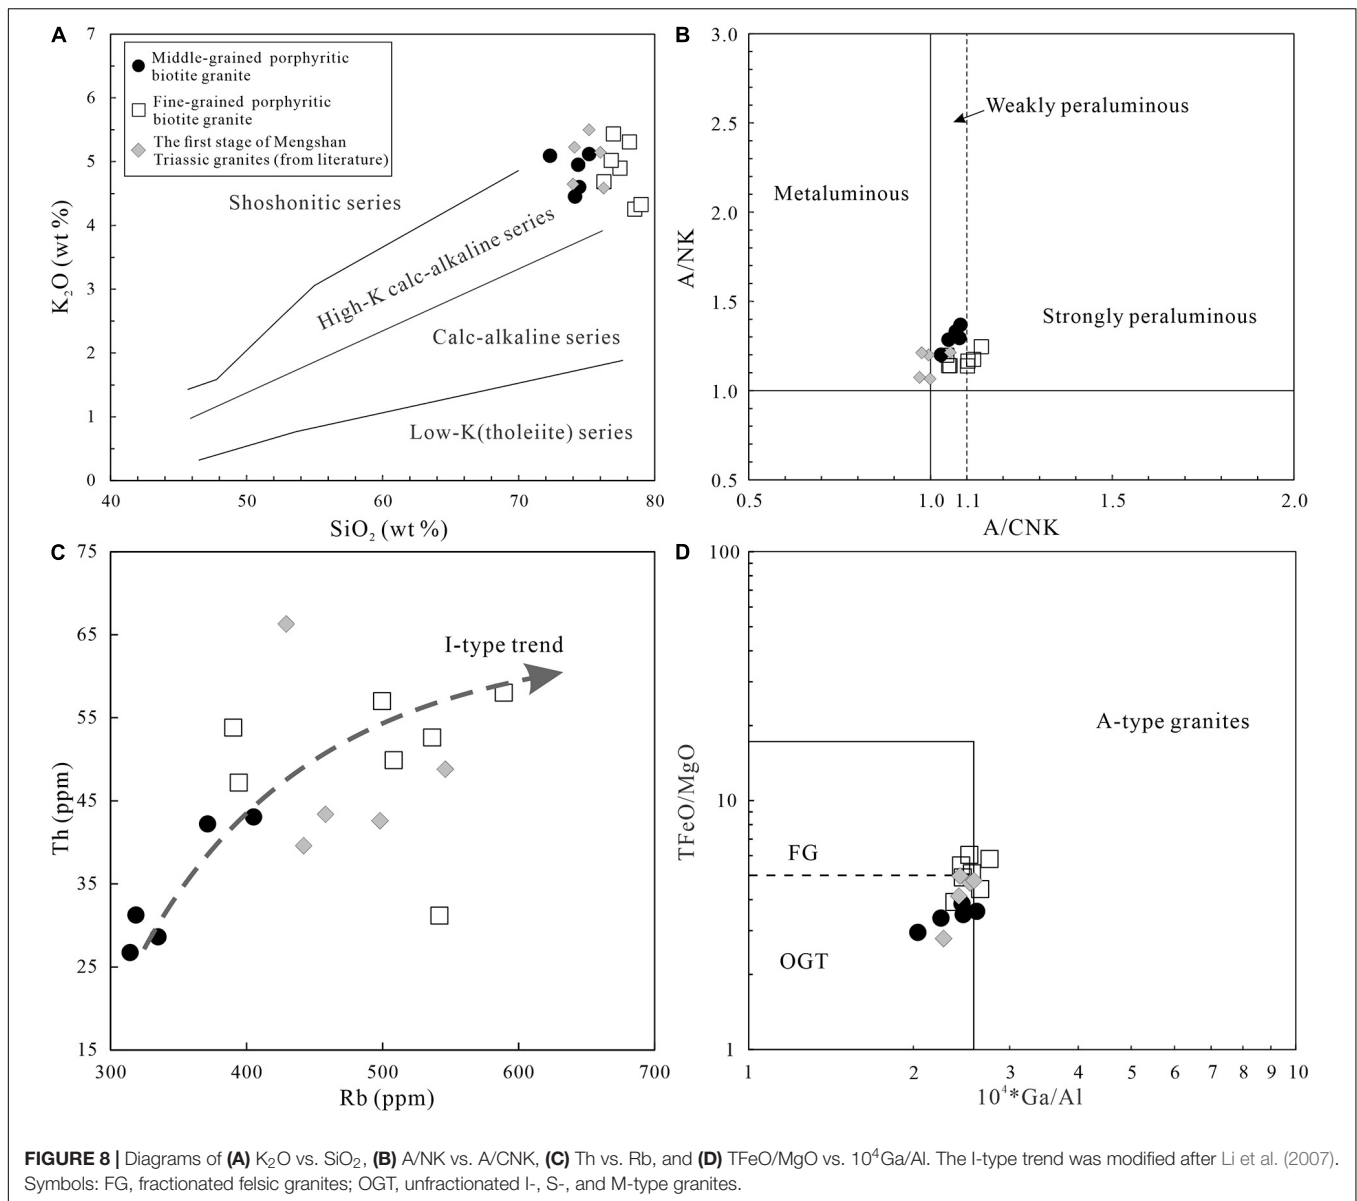 A
7
6
5
4
3
2
1
0
K₂O (wt %)
Middle-grained porphyritic
biotite granite
Fine-grained porphyritic
biotite granite
The first stage of Mengshan
Triassic granites (from literature)
Shoshonitic series
High-K calc-alkaline series
Calc-alkaline series
Low-K(tholeiite) series
40 50 60 70 80
SiO₂ (wt %)
B
3.0
2.5
2.0
1.5
1.0
0.5
A/NK
Weakly peraluminous
Metaluminous
Strongly peraluminous
0.5 1.0 1.1 1.5 2.0
A/CNK
C
75
65
55
45
35
25
15
Th (ppm)
I-type trend
300 400 500 600 700
Rb (ppm)
D
100
10
1
TFeO/MgO
A-type granites
FG
OGT
1 2 3 4 5 6 7 8 9 10
10⁴*Ga/Al
FIGURE 8 | Diagrams of (A) K₂O vs. SiO₂, (B) A/NK vs. A/CNK, (C) Th vs. Rb, and (D) TFeO/MgO vs. 10⁴Ga/Al. The I-type trend was modified after Li et al. (2007).
Symbols: FG, fractionated felsic granites; OGT, unfractionated I-, S-, and M-type granites.